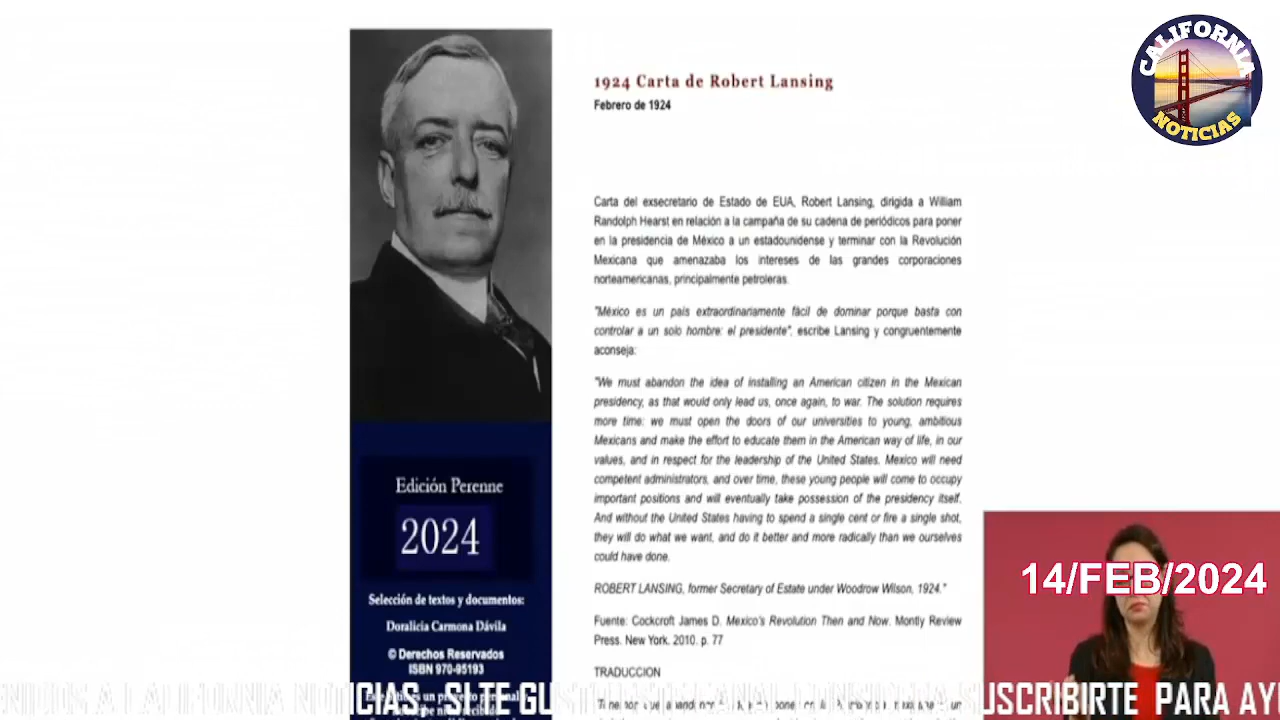 CALIFORNIA
NOTICIAS
1924 Carta de Robert Lansing
Febrero de 1924
Carta del exsecretario de Estado de EUA, Robert Lansing, dirigida a William
Randolph Hearst en relación a la campaña de su cadena de periódicos para poner
en la presidencia de México a un estadounidense y terminar con la Revolución
Mexicana que amenazaba los intereses de las grandes corporaciones
norteamericanas, principalmente petroleras.
"México es un país extraordinariamente fácil de dominar porque basta con
controlar a un solo hombre: el presidente", escribe Lansing y congruentemente
aconseja:
"We must abandon the idea of installing an American citizen in the Mexican
presidency, as that would only lead us, once again, to war. The solution requires
more time: we must open the doors of our universities to young, ambitious
Mexicans and make the effort to educate them in the American way of life, in our
values, and in respect for the leadership of the United States. Mexico will need
competent administrators, and over time, these young people will come to occupy
important positions and will eventually take possession of the presidency itself.
And without the United States having to spend a single cent or fire a single shot,
they will do what we want, and do it better and more radically than we ourselves
could have done.
ROBERT LANSING, former Secretary of Estate under Woodrow Wilson, 1924."
Fuente: Cockcroft James D. Mexico's Revolution Then and Now. Montly Review
Press. New York. 2010. p. 77
TRADUCCION
Edición Perenne
2024
Selección de textos y documentos:
Doralicia Carmona Dávila
© Derechos Reservados
ISBN 970-95193
14/FEB/2024
A CALIFORNIA NOTICIAS - SI TE GUSTA SUSCRIBIRTE PARA AY